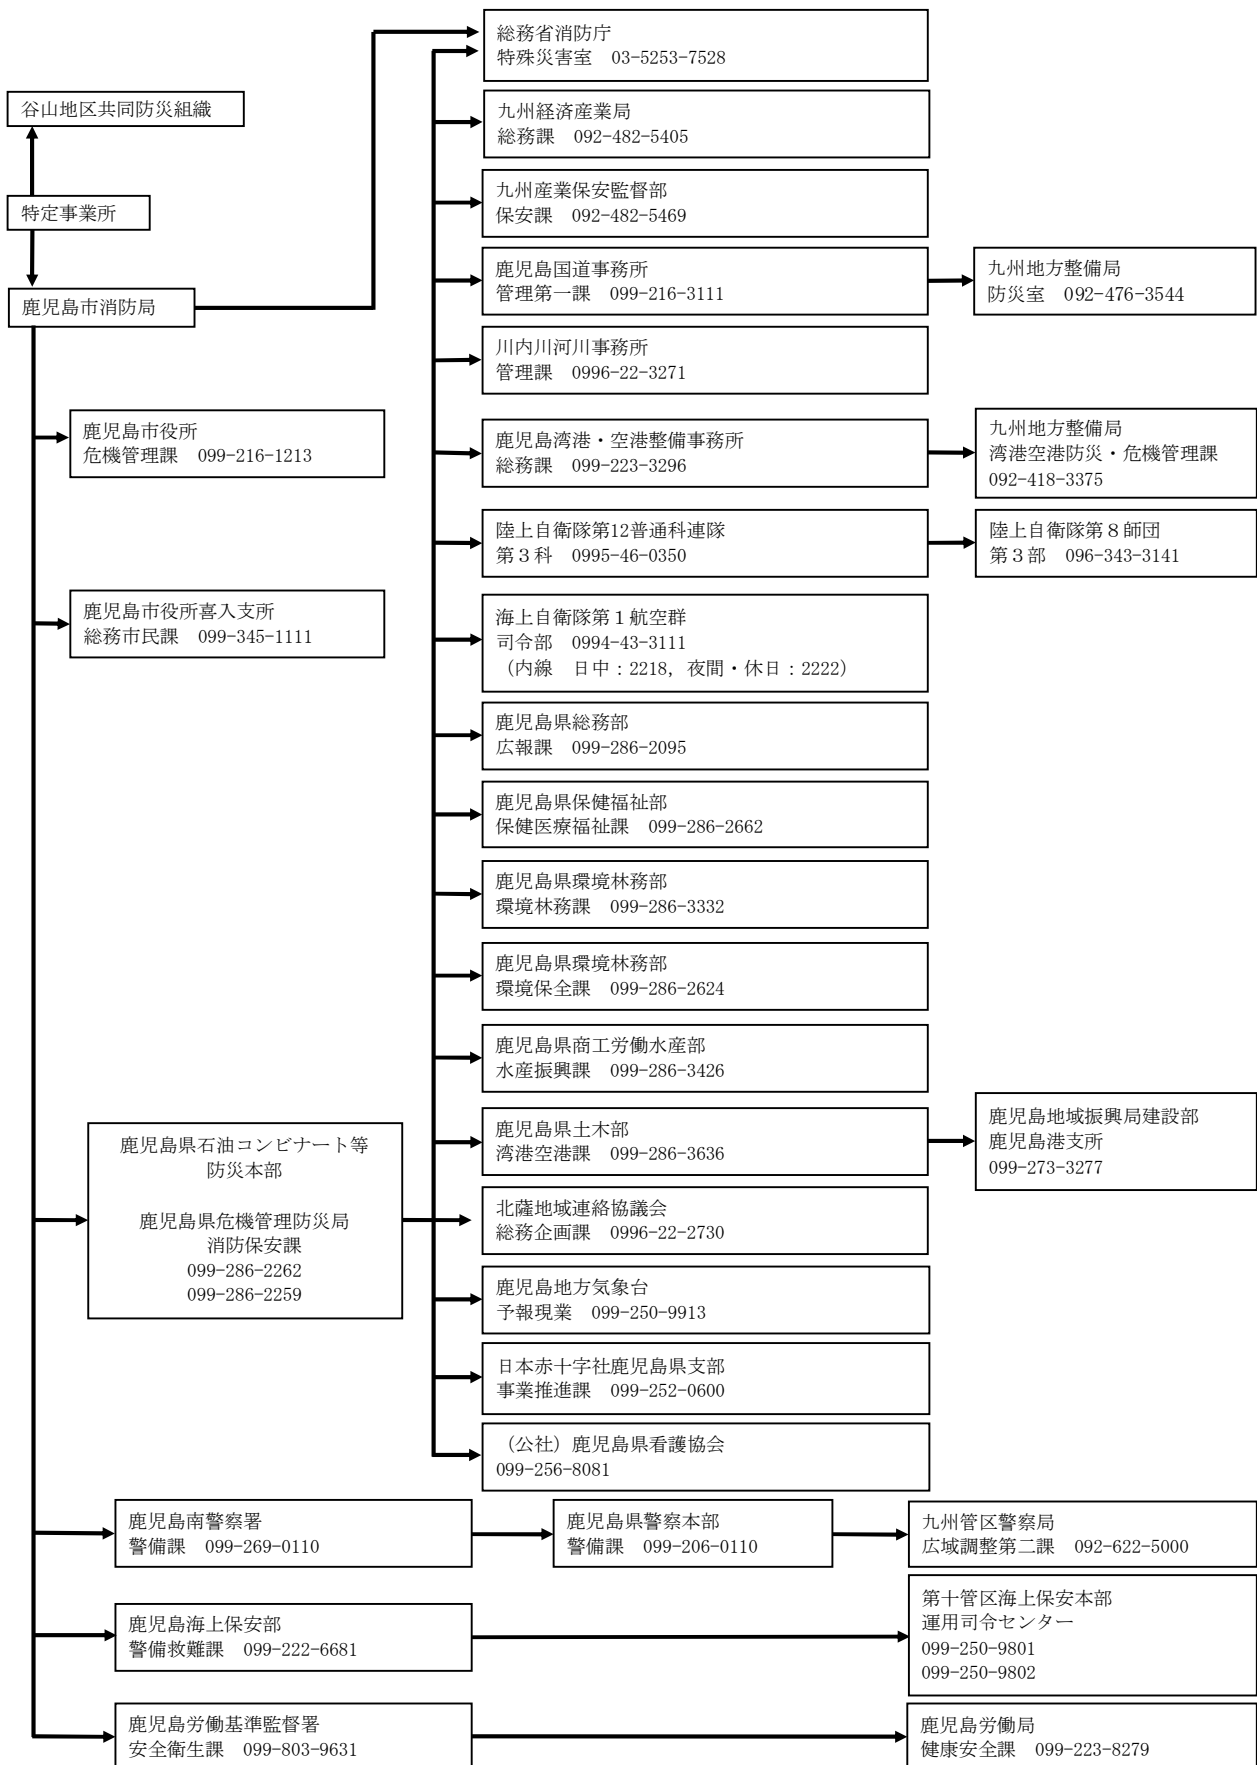 総務省消防庁
特殊災害室　03-5253-7528
谷山地区共同防災組織
九州経済産業局
総務課　092-482-5405
特定事業所
九州産業保安監督部
保安課　092-482-5469
鹿児島市消防局
鹿児島国道事務所
管理第一課　099-216-3111
九州地方整備局
防災室　092-476-3544
川内川河川事務所
管理課　0996-22-3271
鹿児島市役所
危機管理課　099-216-1213
鹿児島湾港・空港整備事務所
総務課　099-223-3296
九州地方整備局
湾港空港防災・危機管理課
092-418-3375
陸上自衛隊第12普通科連隊
第３科　0995-46-0350
陸上自衛隊第８師団
第３部　096-343-3141
鹿児島市役所喜入支所
総務市民課　099-345-1111
海上自衛隊第１航空群
司令部　0994-43-3111
（内線　日中：2218，夜間・休日：2222）
鹿児島県総務部
広報課　099-286-2095
鹿児島県保健福祉部
保健医療福祉課　099-286-2662
鹿児島県環境林務部
環境林務課　099-286-3332
鹿児島県環境林務部
環境保全課　099-286-2624
鹿児島県商工労働水産部
水産振興課　099-286-3426
鹿児島県土木部
湾港空港課　099-286-3636
鹿児島地域振興局建設部
鹿児島港支所
099-273-3277
鹿児島県石油コンビナート等
防災本部
鹿児島県危機管理防災局
消防保安課
099-286-2262
099-286-2259
北薩地域連絡協議会
総務企画課　0996-22-2730
鹿児島地方気象台
予報現業　099-250-9913
日本赤十字社鹿児島県支部
事業推進課　099-252-0600
（公社）鹿児島県看護協会
099-256-8081
鹿児島南警察署
警備課　099-269-0110
鹿児島県警察本部
警備課　099-206-0110
九州管区警察局
広域調整第二課　092-622-5000
鹿児島海上保安部
警備救難課　099-222-6681
第十管区海上保安本部
運用司令センター
099-250-9801
099-250-9802
鹿児島労働基準監督署
安全衛生課　099-803-9631
鹿児島労働局
健康安全課　099-223-8279